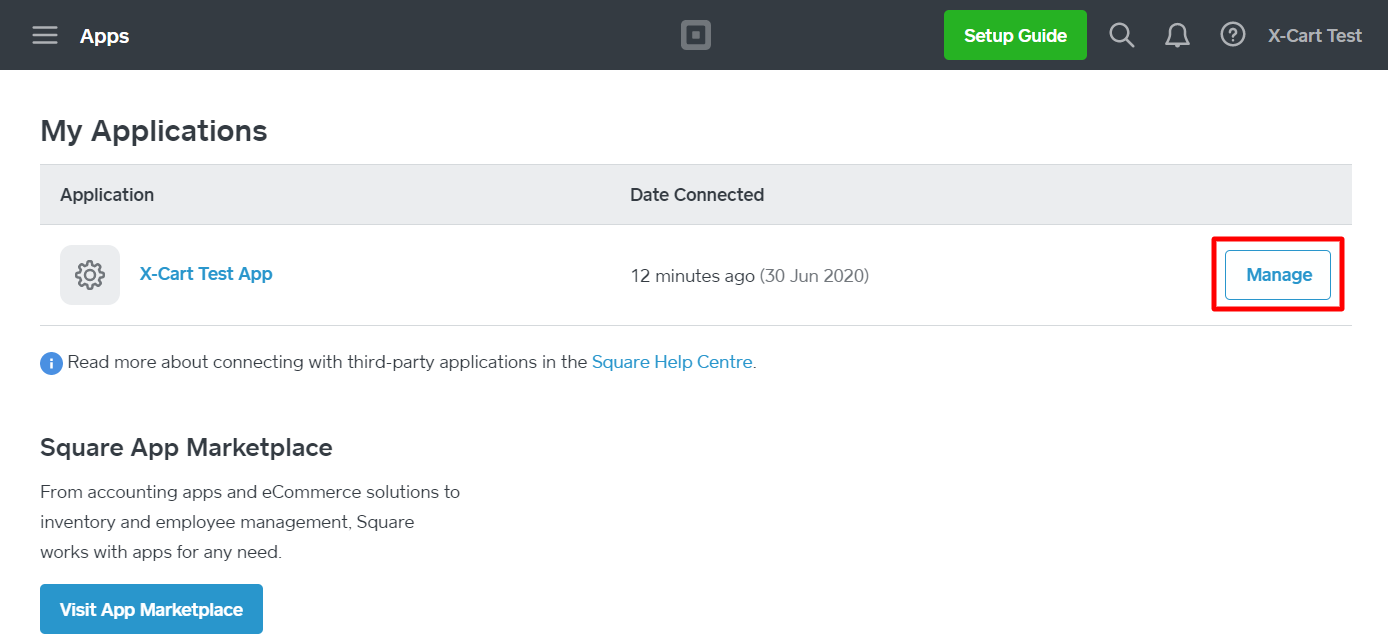 Apps
Setup Guide
X-Cart Test
My Applications
Application
Date Connected
X-Cart Test App
12 minutes ago (30 Jun 2020)
Manage
Read more about connecting with third-party applications in the Square Help Centre.
Square App Marketplace
From accounting apps and eCommerce solutions to
inventory and employee management, Square
works with apps for any need.
Visit App Marketplace